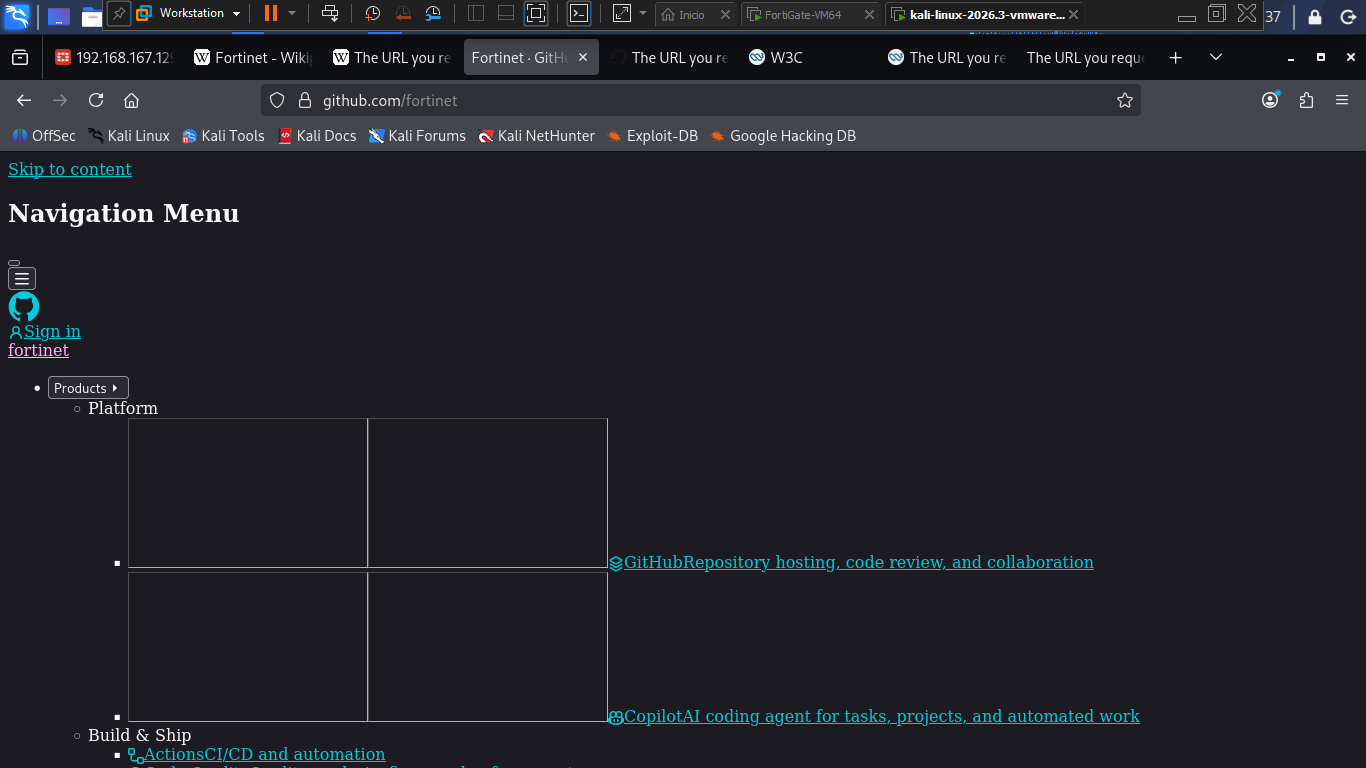 Workstation
Inicio
FortiGate-VM64
kali-linux-2026.3-vmware...
37
192.168.167.129
Fortinet - Wikip
The URL you re
Fortinet · GitHu
The URL you re
W3C
The URL you re
The URL you reque
github.com/fortinet
OffSec
Kali Linux
Kali Tools
Kali Docs
Kali Forums
Kali NetHunter
Exploit-DB
Google Hacking DB
Skip to content
Navigation Menu
Sign in
fortinet
Products
Platform
GitHubRepository hosting, code review, and collaboration
CopilotAI coding agent for tasks, projects, and automated work
Build & Ship
ActionsCI/CD and automation